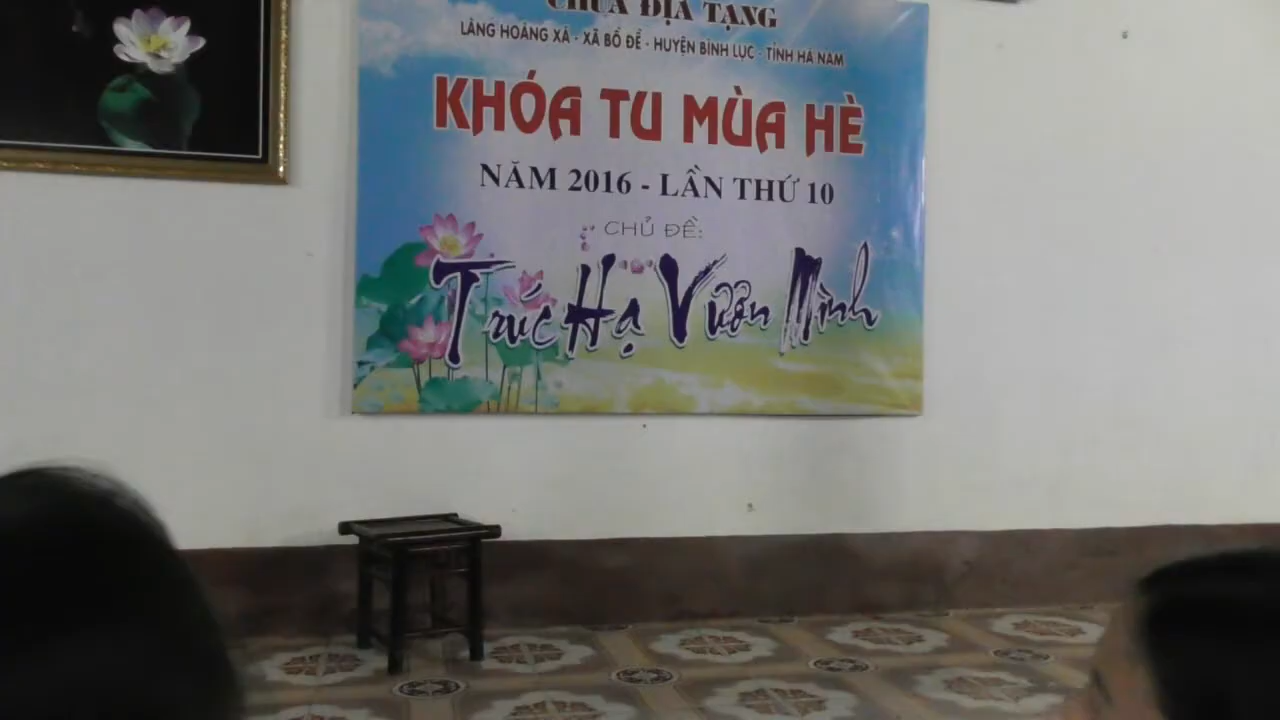 CHÙA ĐỊA TẠNG
LÀNG HOÀNG XÁ - XÃ BỒ ĐỀ - HUYỆN BÌNH LỤC - TỈNH HÀ NAM
KHÓA TU MÙA HÈ
NĂM 2016 - LẦN THỨ 10
CHỦ ĐỀ:
Trúc Hạ Vươn Mình